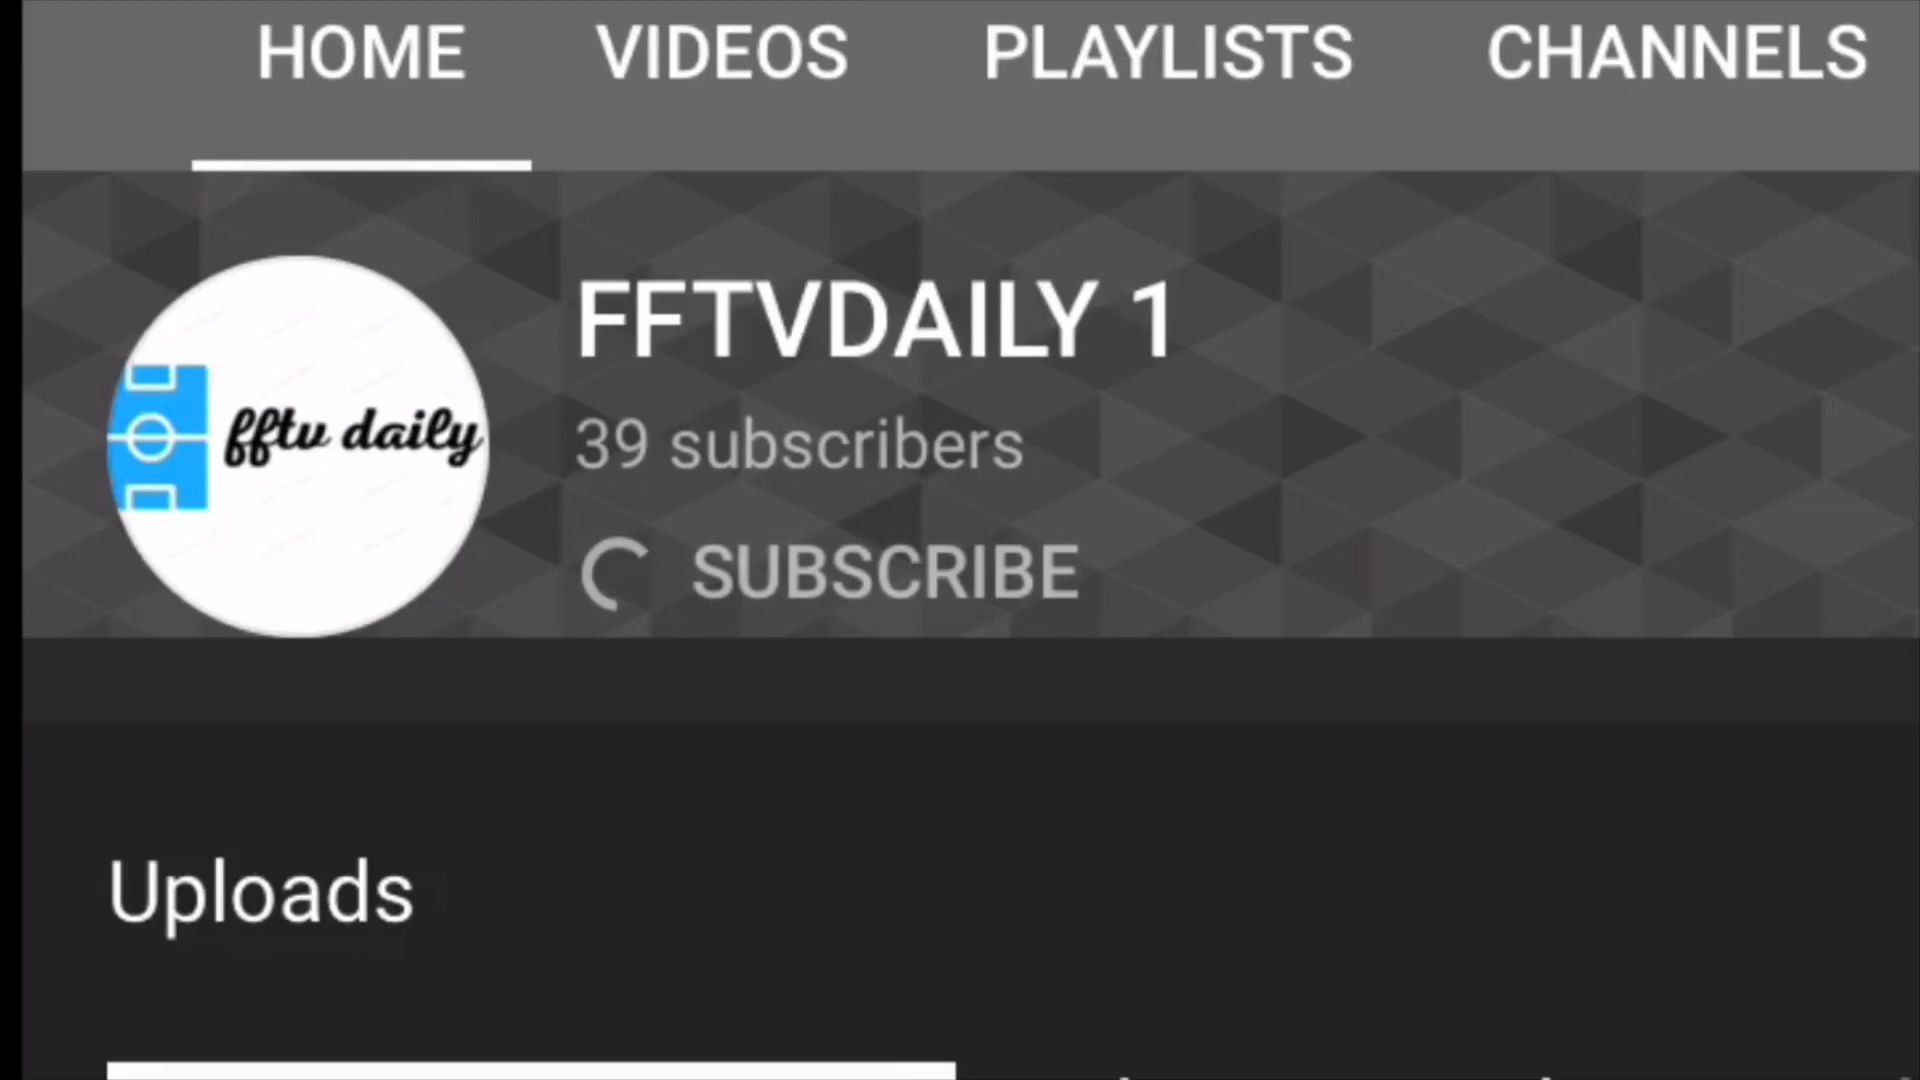 HOME VIDEOS PLAYLISTS CHANNELS
fftv daily
FFTVDAILY 1
39 subscribers
SUBSCRIBE
Uploads